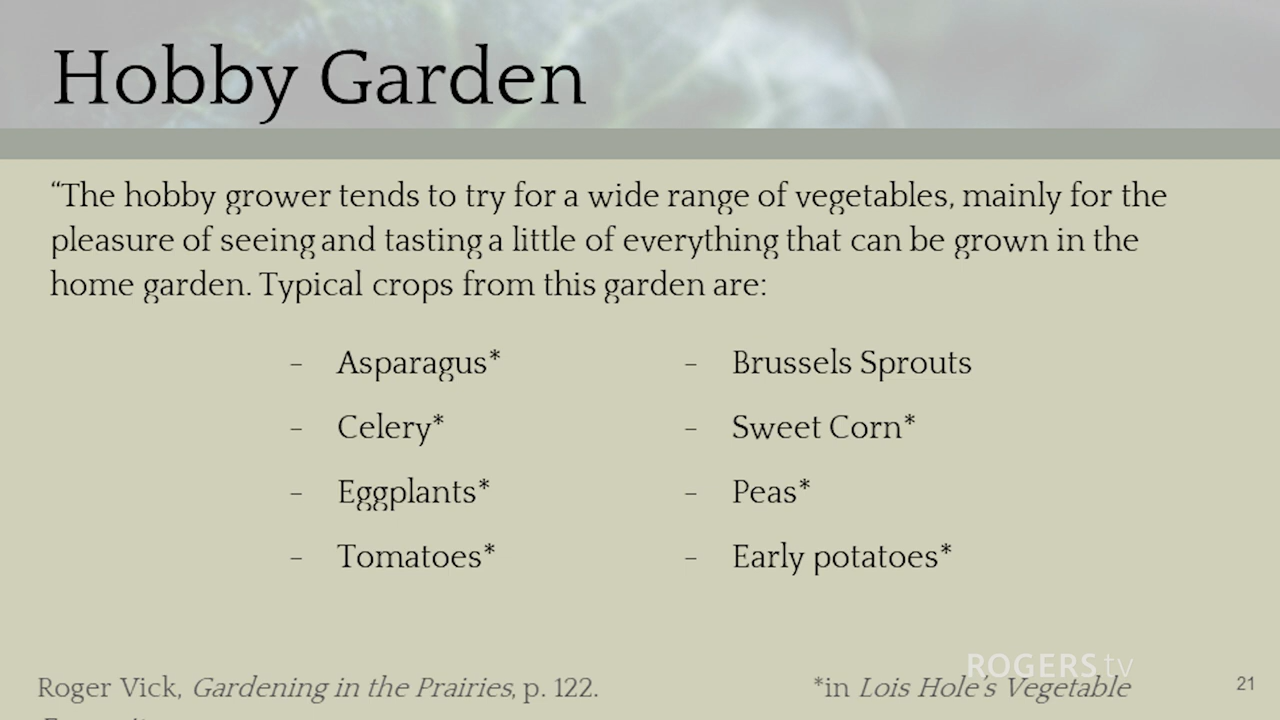 Hobby Garden
“The hobby grower tends to try for a wide range of vegetables, mainly for the
pleasure of seeing and tasting a little of everything that can be grown in the
home garden. Typical crops from this garden are:
- Asparagus*
- Celery*
- Eggplants*
- Tomatoes*
- Brussels Sprouts
- Sweet Corn*
- Peas*
- Early potatoes*
ROGERS tv
Roger Vick, Gardening in the Prairies, p. 122.
*in Lois Hole's Vegetable
21